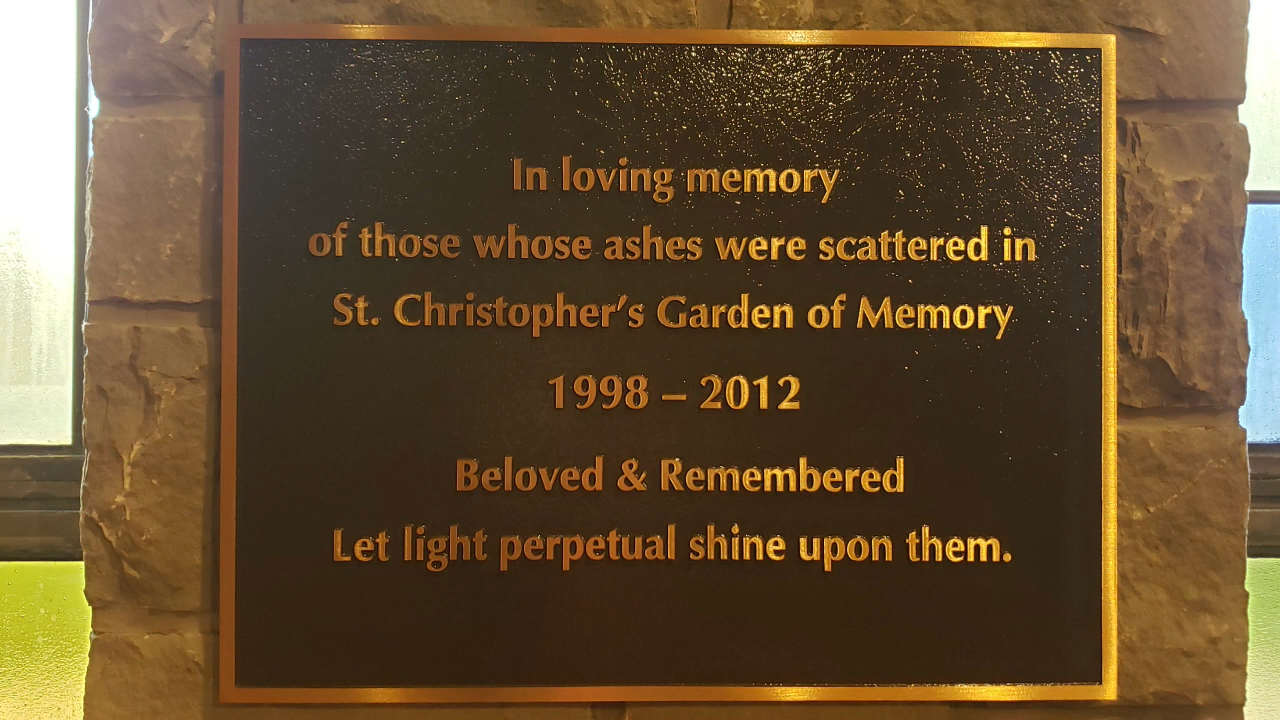 In loving memory
of those whose ashes were scattered in
St. Christopher's Garden of Memory
1998 – 2012
Beloved & Remembered
Let light perpetual shine upon them.